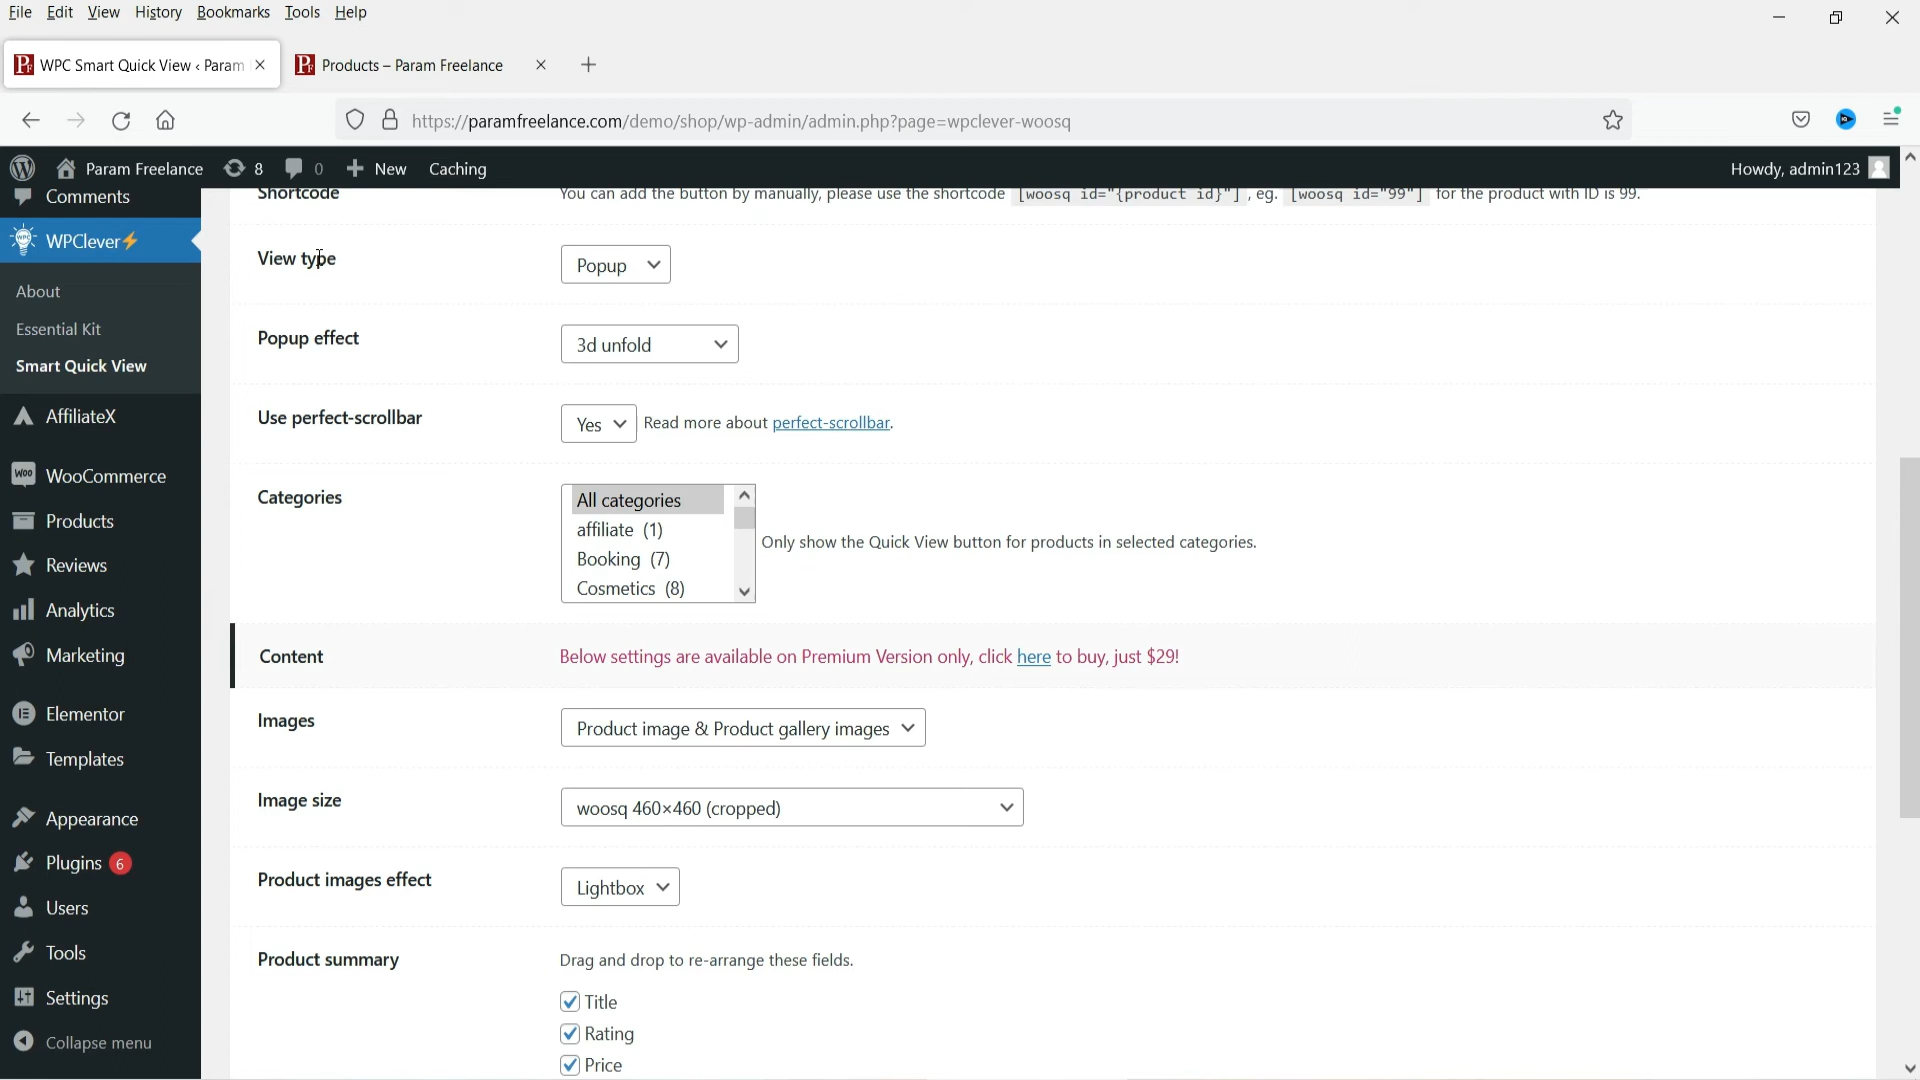 File Edit View History Bookmarks Tools Help
WPC Smart Quick View ‹ Param
Products – Param Freelance
https://paramfreelance.com/demo/shop/wp-admin/admin.php?page=wpclever-woosq
Param Freelance 8 0 New Caching Howdy, admin123
Comments
WPClever⚡
About
Essential Kit
Smart Quick View
AffiliateX
WooCommerce
Products
Reviews
Analytics
Marketing
Elementor
Templates
Appearance
Plugins 6
Users
Tools
Settings
Collapse menu
Shortcode You can add the button by manually, please use the shortcode [woosq id="{product id}"] , eg. [woosq id="99"] for the product with ID is 99.
View type Popup
Popup effect 3d unfold
Use perfect-scrollbar Yes Read more about perfect-scrollbar.
Categories
All categories
affiliate (1)
Booking (7)
Cosmetics (8)
Only show the Quick View button for products in selected categories.
Content Below settings are available on Premium Version only, click here to buy, just $29!
Images Product image & Product gallery images
Image size woosq 460×460 (cropped)
Product images effect Lightbox
Product summary Drag and drop to re-arrange these fields.
Title
Rating
Price